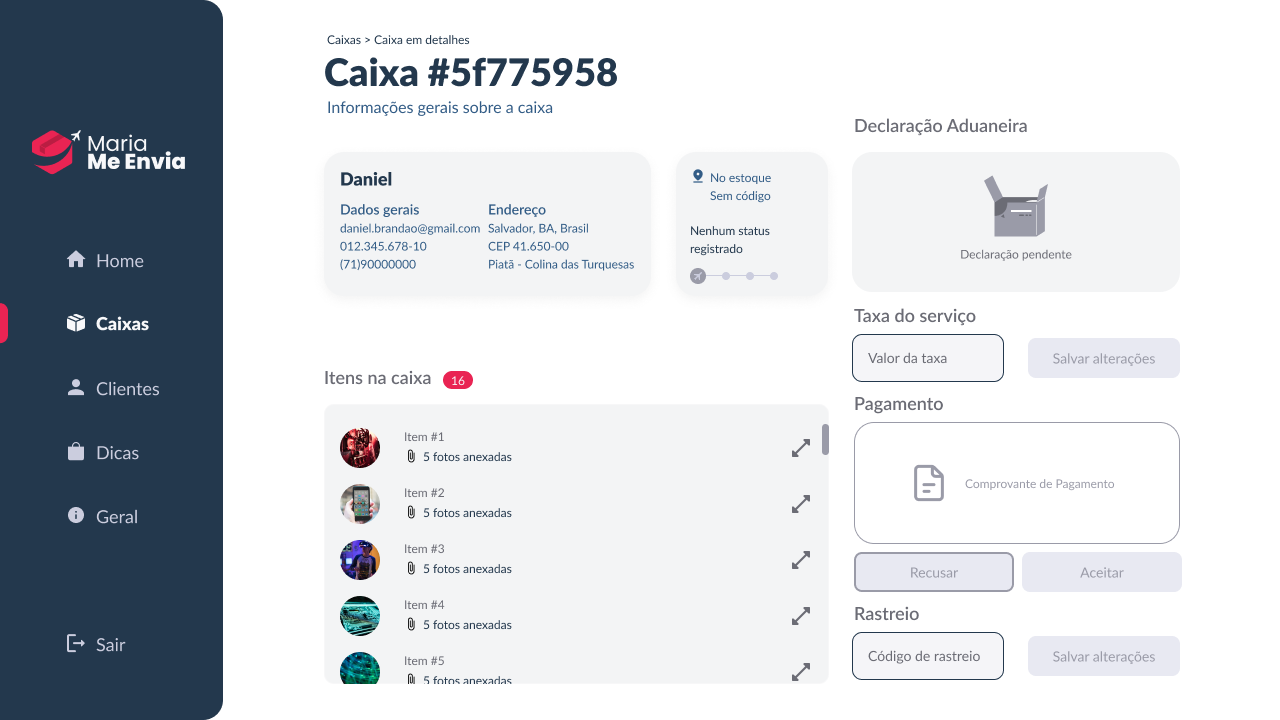 Maria
Me Envia
Home
Caixas
Clientes
Dicas
Geral
Sair
Caixas > Caixa em detalhes
Caixa #5f775958
Informações gerais sobre a caixa
Daniel
Dados gerais
daniel.brandao@gmail.com
012.345.678-10
(71)90000000
Endereço
Salvador, BA, Brasil
CEP 41.650-00
Piatã - Colina das Turquesas
No estoque
Sem código
Nenhum status
registrado
Itens na caixa 16
Item #1
5 fotos anexadas
Item #2
5 fotos anexadas
Item #3
5 fotos anexadas
Item #4
5 fotos anexadas
Item #5
5 fotos anexadas
Declaração Aduaneira
Declaração pendente
Taxa do serviço
Valor da taxa
Salvar alterações
Pagamento
Comprovante de Pagamento
Recusar
Aceitar
Rastreio
Código de rastreio
Salvar alterações